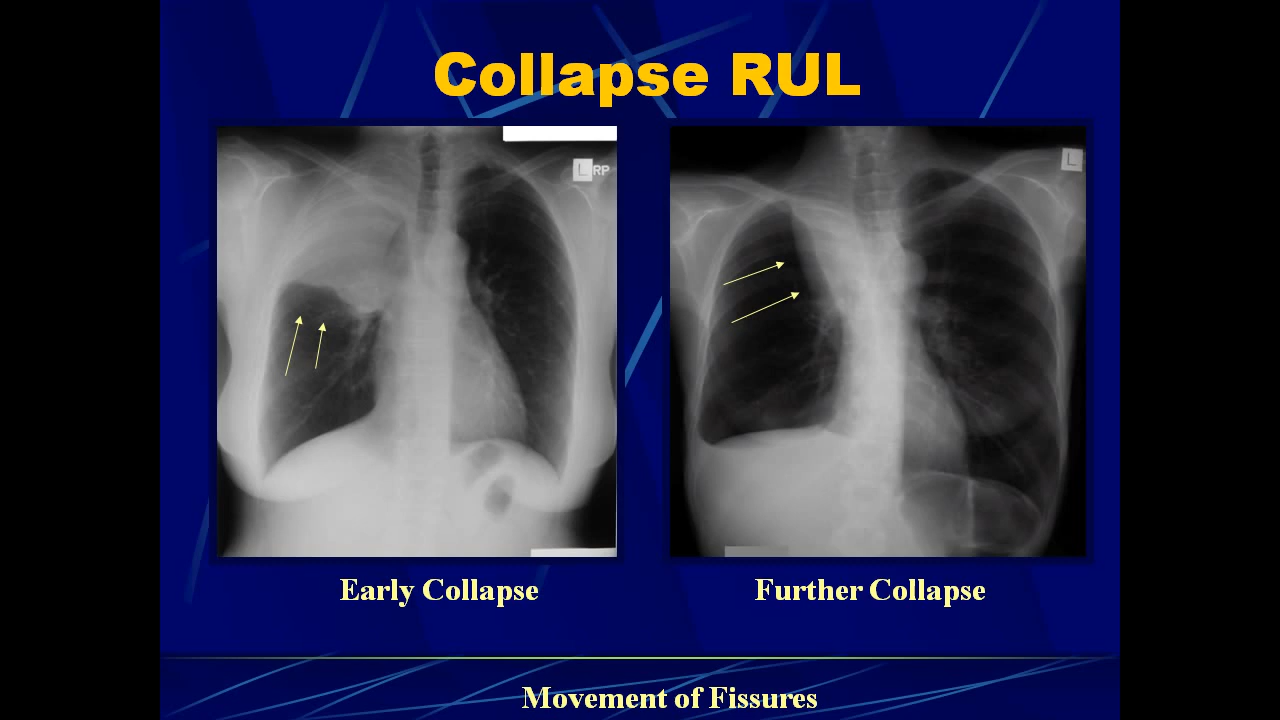 Collapse RUL
L RP
L
Early Collapse
Further Collapse
Movement of Fissures